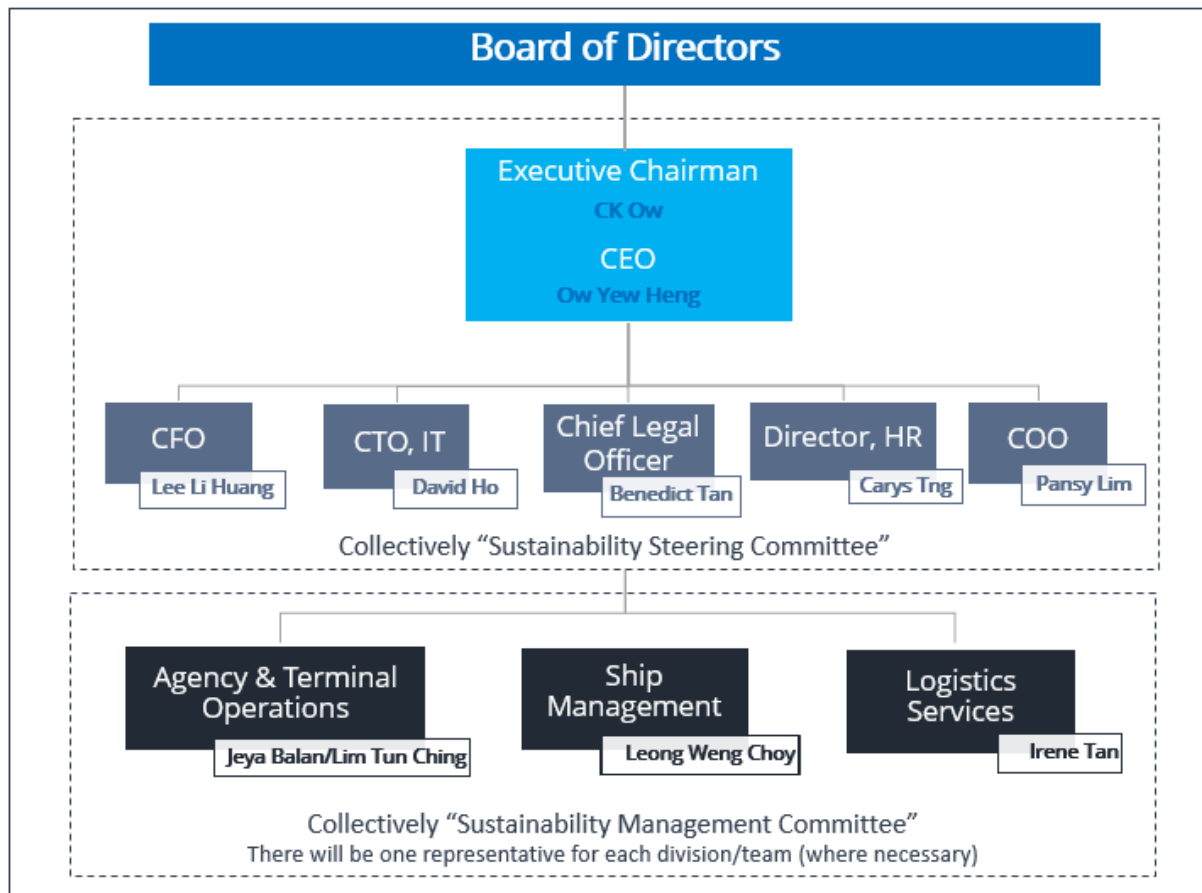 Board of Directors
Executive Chairman
CK Ow
CEO
Ow Yew Heng
CFO
Lee Li Huang
CTO, IT
David Ho
Chief Legal
Officer
Benedict Tan
Director, HR
Carys Tng
COO
Pansy Lim
Collectively “Sustainability Steering Committee”
Agency & Terminal
Operations
Jeya Balan/Lim Tun Ching
Ship
Management
Leong Weng Choy
Logistics
Services
Irene Tan
Collectively “Sustainability Management Committee”
There will be one representative for each division/team (where necessary)